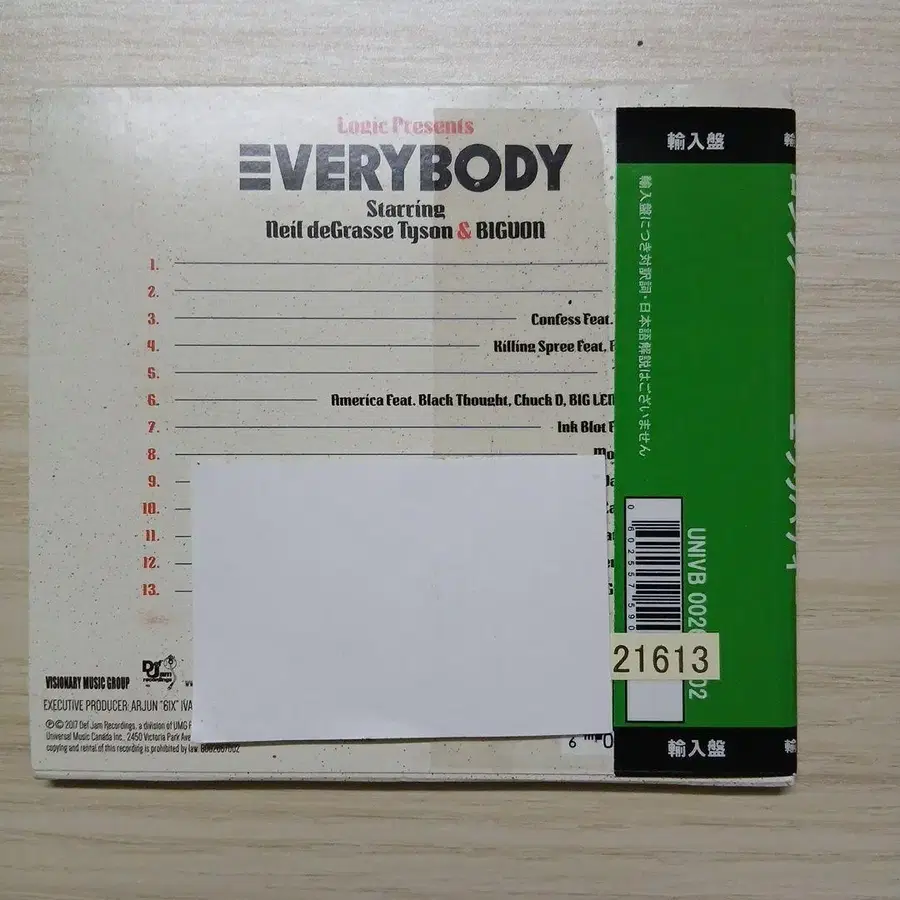 Logic Presents
EVERYBODY
Starring
Neil deGrasse Tyson & BIGVON
1.
2.
3. Confess Feat.
4. Killing Spree Feat.
5.
6. America Feat. Black Thought, Chuck D, BIG
7. Ink Blot
8.
9.
10.
11.
12.
13.
VISIONARY MUSIC GROUP
Def Jam recordings
EXECUTIVE PRODUCER: ARJUN "6IX"
℗© 2017 Def Jam Recordings, a division of UMG
Universal Music Canada Inc., 2450 Victoria Park
copying and rental of this recording is prohibited by law.
輸入盤
輸入盤につき対訳詞・日本語解説はございません
UNIVB
21613
輸入盤